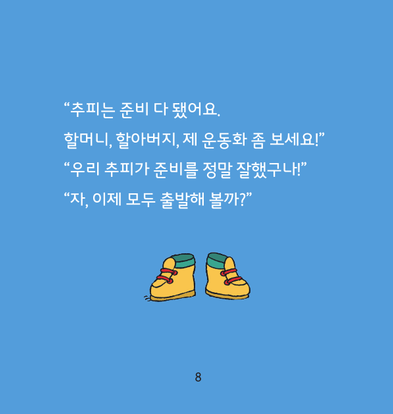 “추피는 준비 다 됐어요.
할머니, 할아버지, 제 운동화 좀 보세요!”
“우리 추피가 준비를 정말 잘했구나!”
“자, 이제 모두 출발해 볼까?”
8